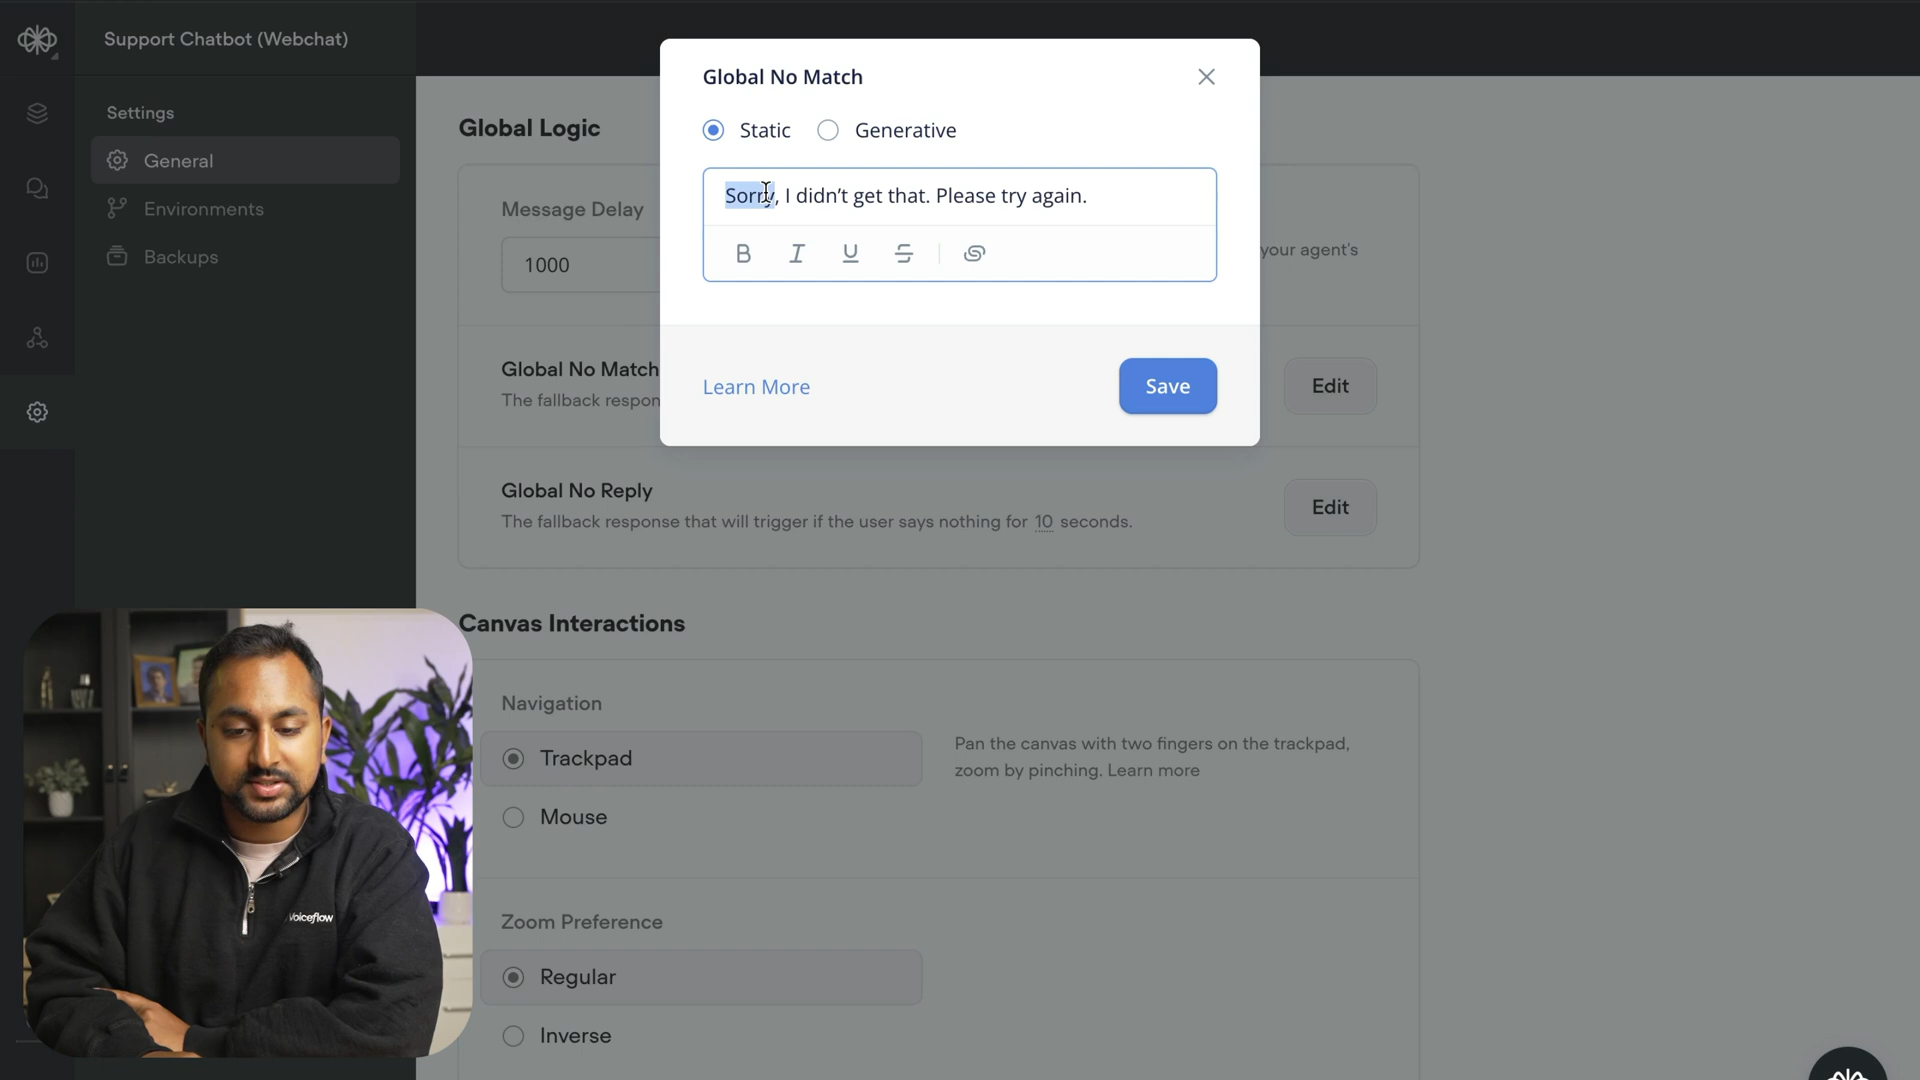 Support Chatbot (Webchat)
Settings
General
Environments
Backups
Global Logic
Message Delay
1000
your agent's
Global No Match
The fallback respon
Edit
Global No Reply
The fallback response that will trigger if the user says nothing for 10 seconds.
Edit
Global No Match
Static
Generative
Sorry, I didn’t get that. Please try again.
B I U S
Learn More
Save
Canvas Interactions
Navigation
Trackpad
Mouse
Pan the canvas with two fingers on the trackpad,
zoom by pinching. Learn more
Zoom Preference
Regular
Inverse
Voiceflow